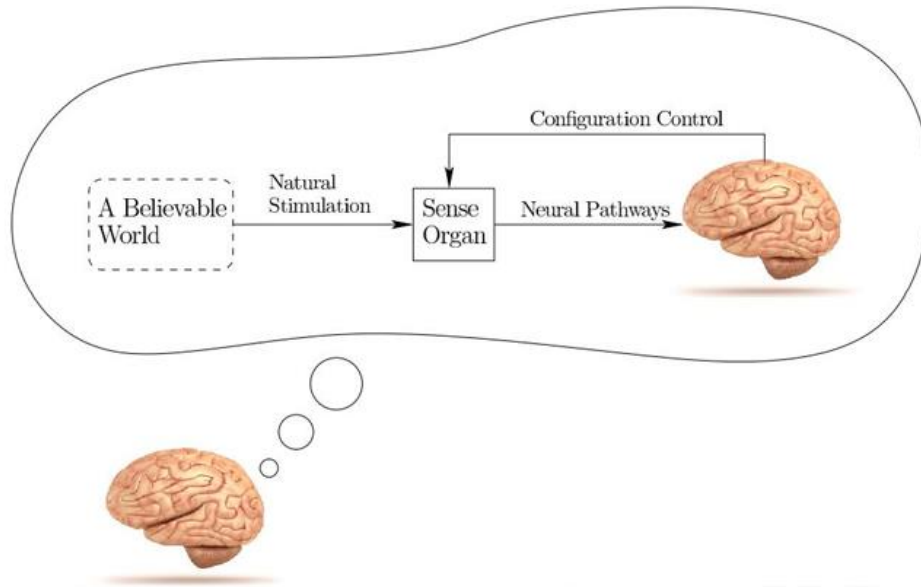 Configuration Control
A Believable
World
Natural
Stimulation
Sense
Organ
Neural Pathways